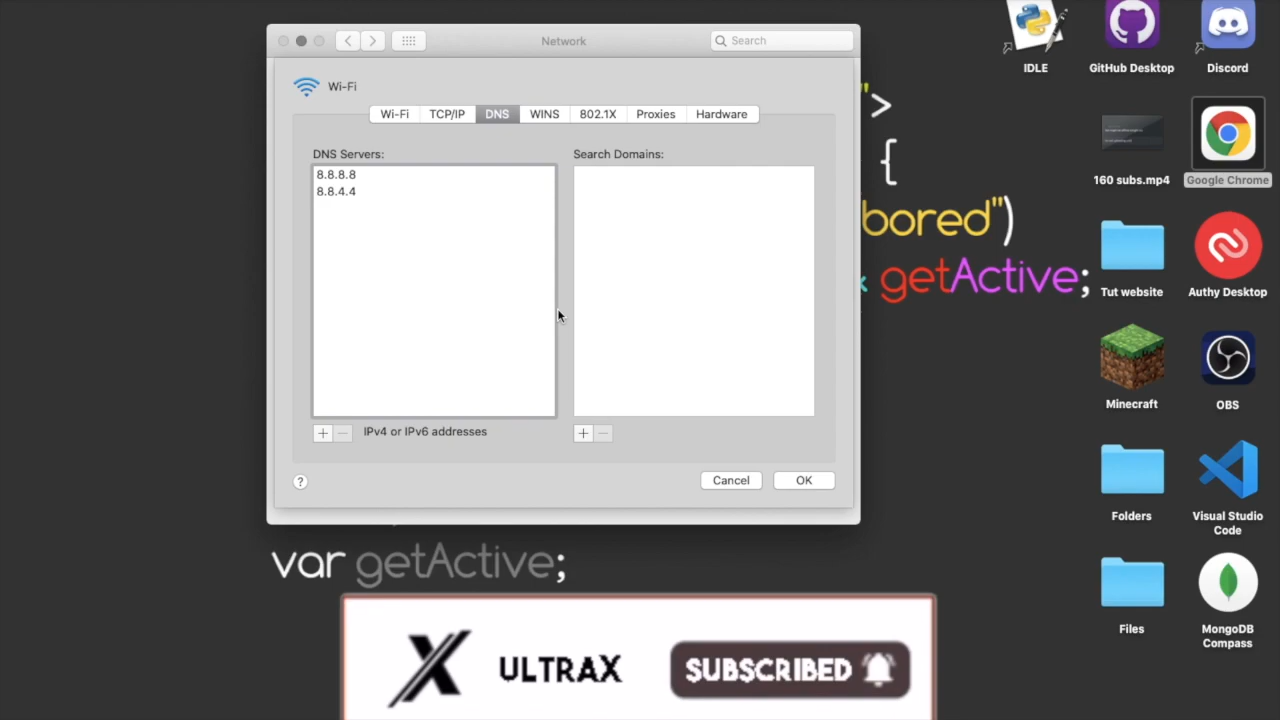 Network
Search
Wi-Fi
Wi-Fi TCP/IP DNS WINS 802.1X Proxies Hardware
DNS Servers:
Search Domains:
8.8.8.8
8.8.4.4
+ − IPv4 or IPv6 addresses
+ −
?
Cancel
OK
">
{
bored")
getActive;
var getActive;
IDLE
GitHub Desktop
Discord
160 subs.mp4
Google Chrome
Tut website
Authy Desktop
Minecraft
OBS
Folders
Visual Studio
Code
Files
MongoDB
Compass
X ULTRAX
SUBSCRIBED